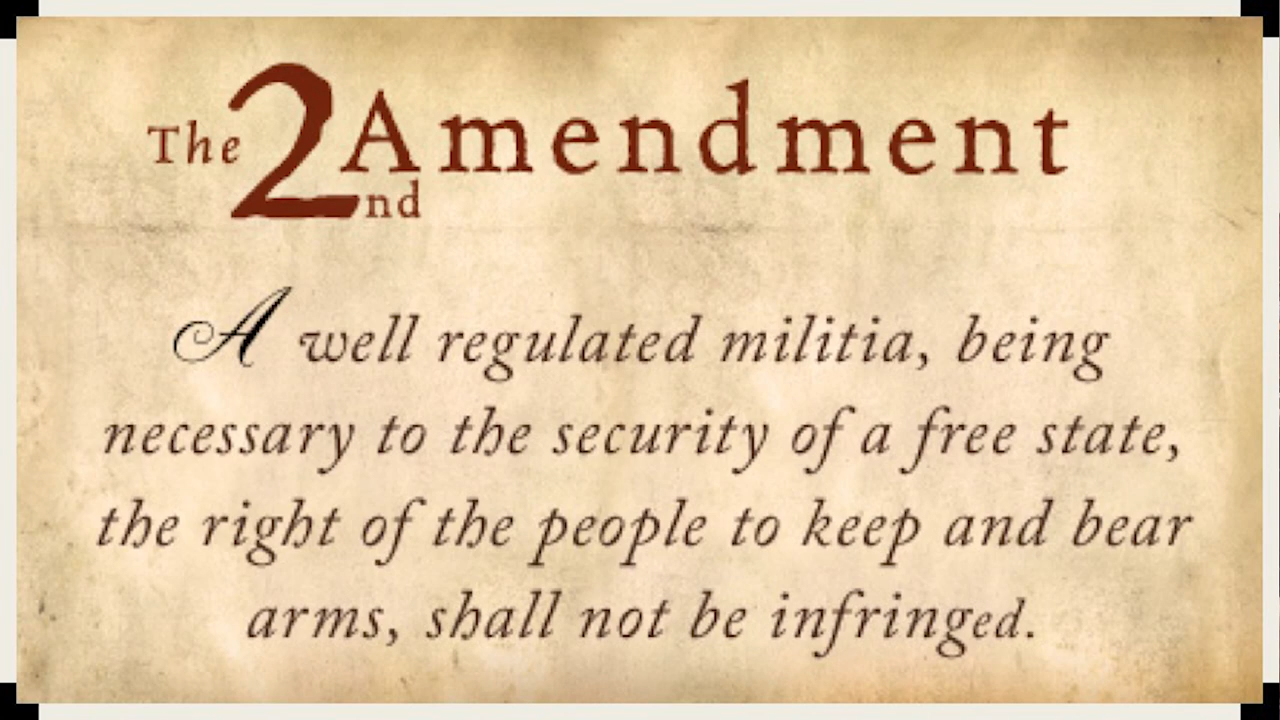 The 2nd Amendment
A well regulated militia, being
necessary to the security of a free state,
the right of the people to keep and bear
arms, shall not be infringed.